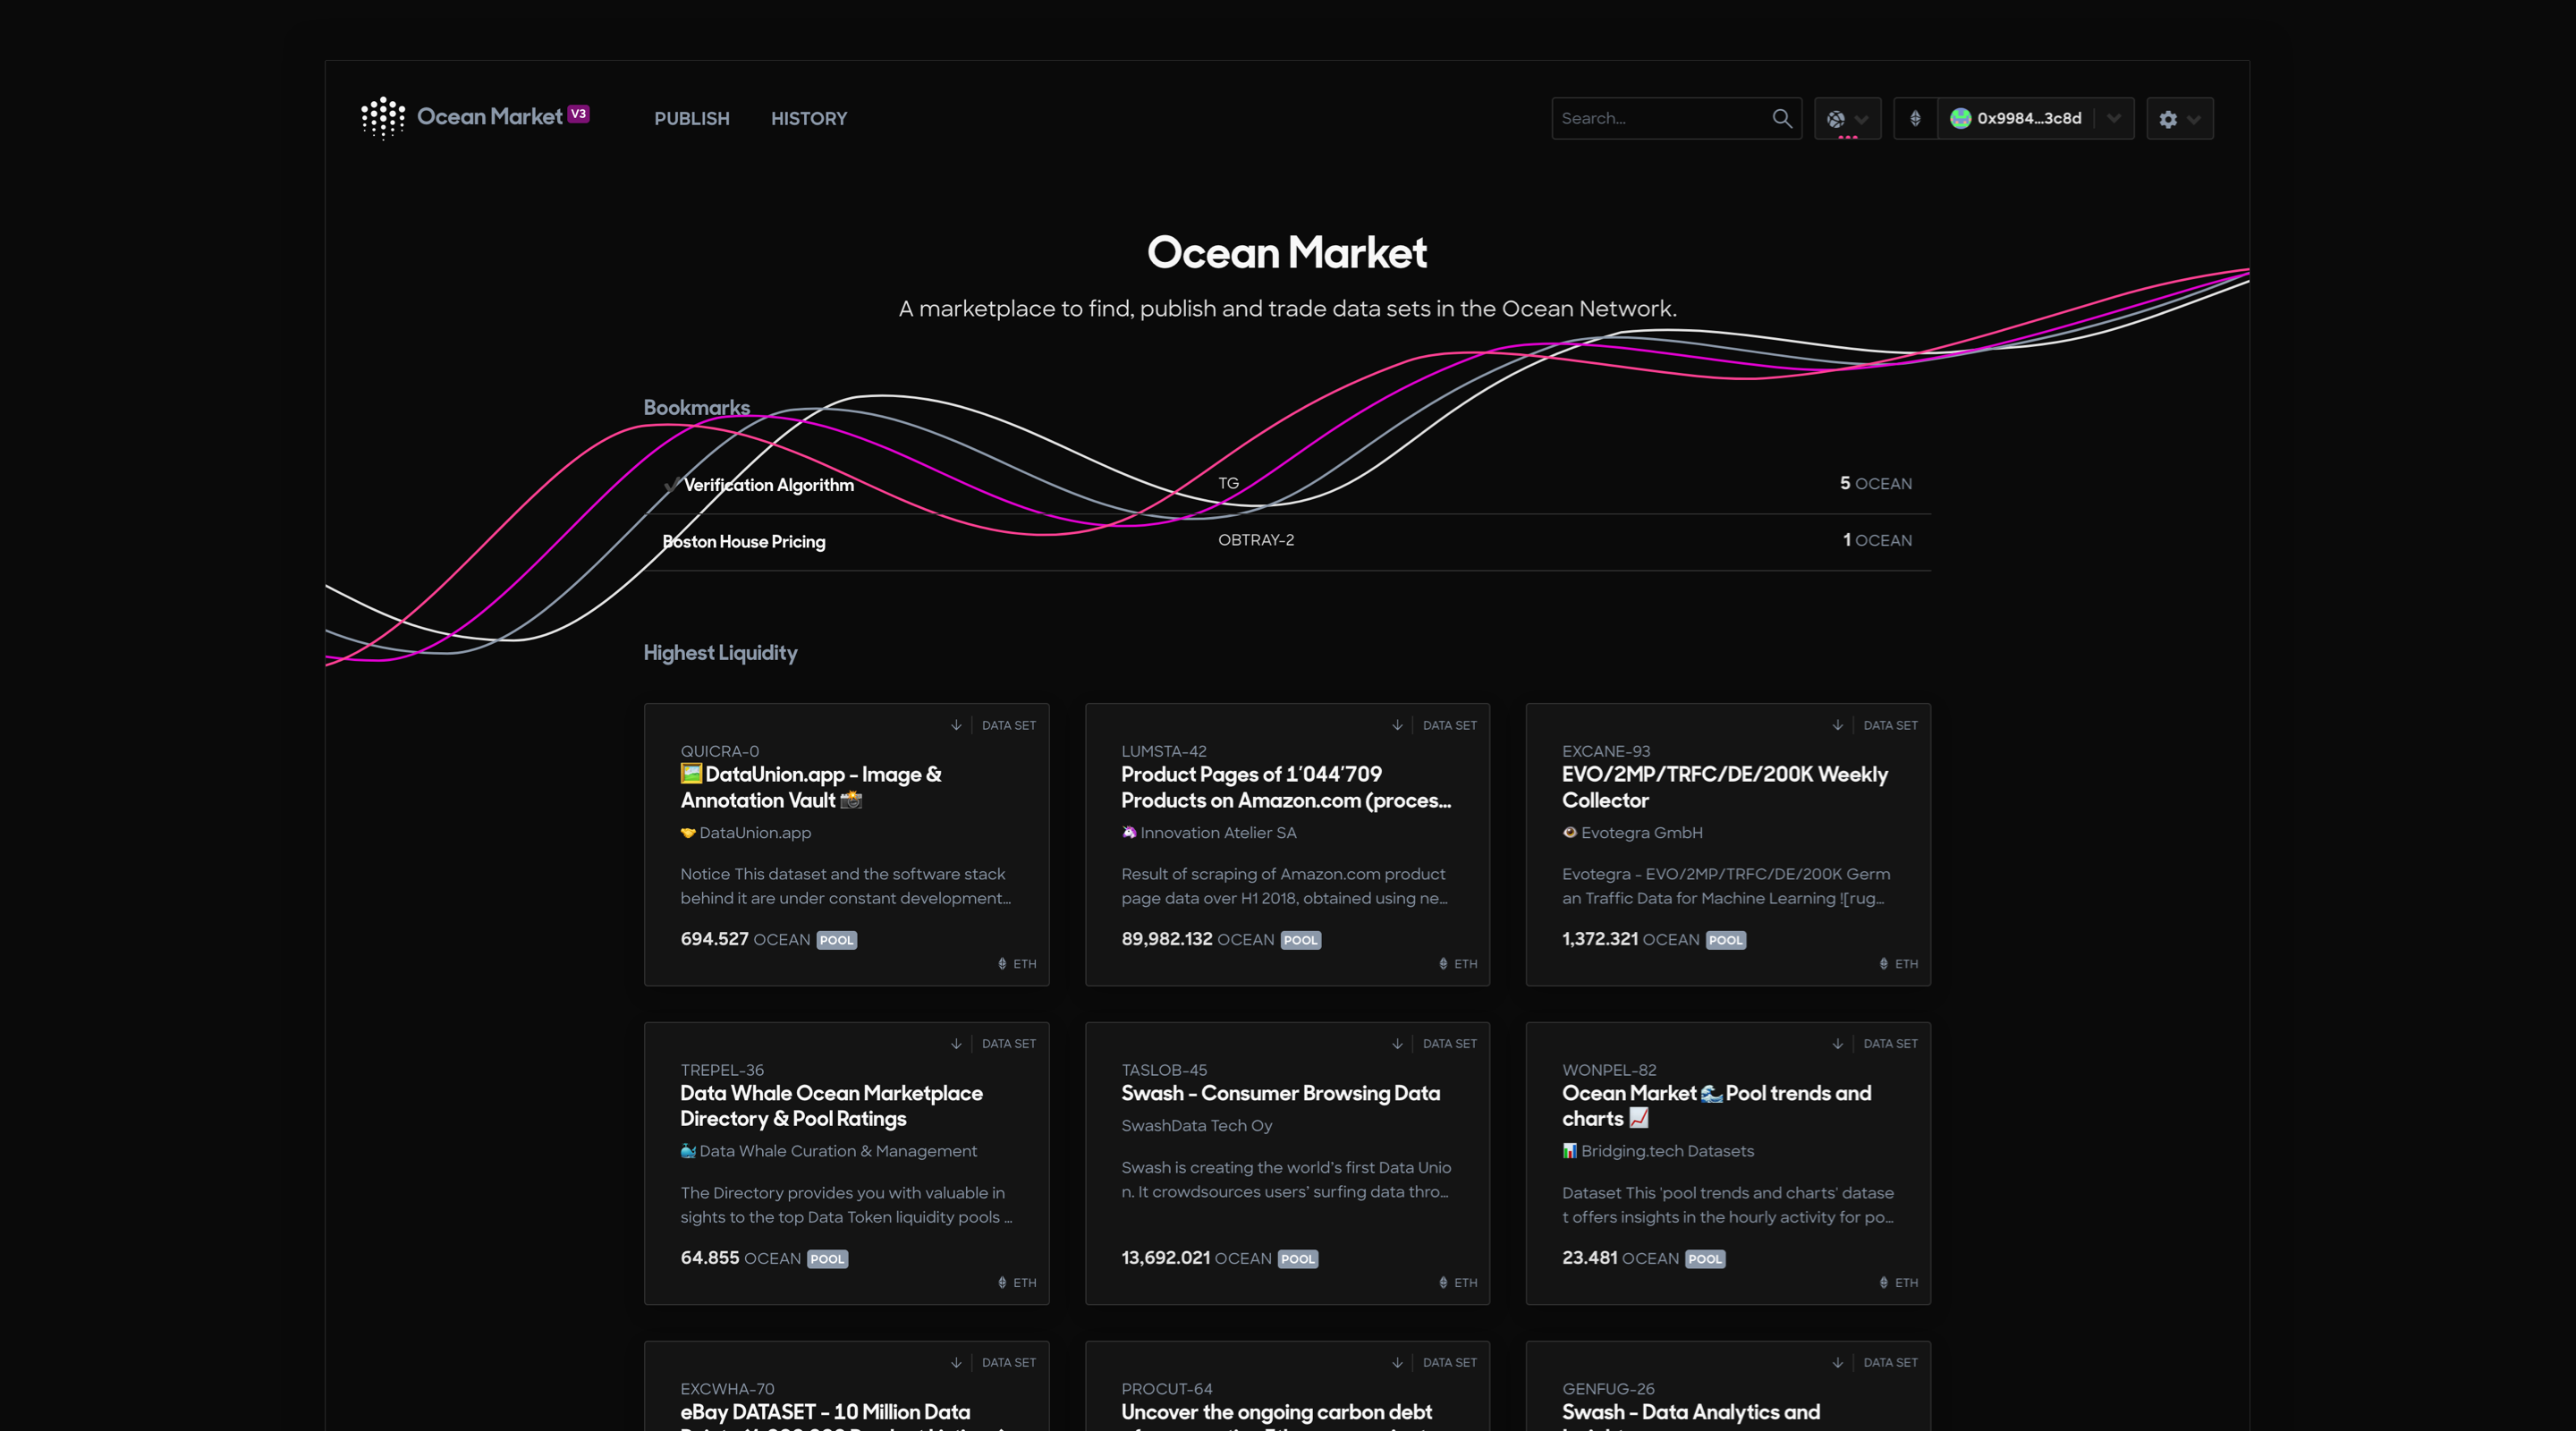 Ocean Market V3 PUBLISH HISTORY Search... 0x9984...3c8d
Ocean Market
A marketplace to find, publish and trade data sets in the Ocean Network.
Bookmarks
Verification Algorithm TG 5 OCEAN
Boston House Pricing OBTRAY-2 1 OCEAN
Highest Liquidity
DATA SET
QUICRA-0
DataUnion.app - Image &
Annotation Vault
DataUnion.app
Notice This dataset and the software stack
behind it are under constant development...
694.527 OCEAN POOL
ETH
DATA SET
LUMSTA-42
Product Pages of 1'044'709
Products on Amazon.com (proces...
Innovation Atelier SA
Result of scraping of Amazon.com product
page data over H1 2018, obtained using ne...
89,982.132 OCEAN POOL
ETH
DATA SET
EXCANE-93
EVO/2MP/TRFC/DE/200K Weekly
Collector
Evotegra GmbH
Evotegra - EVO/2MP/TRFC/DE/200K Germ
an Traffic Data for Machine Learning ![rug...
1,372.321 OCEAN POOL
ETH
DATA SET
TREPEL-36
Data Whale Ocean Marketplace
Directory & Pool Ratings
Data Whale Curation & Management
The Directory provides you with valuable in
sights to the top Data Token liquidity pools ...
64.855 OCEAN POOL
ETH
DATA SET
TASLOB-45
Swash - Consumer Browsing Data
SwashData Tech Oy
Swash is creating the world's first Data Unio
n. It crowdsources users' surfing data thro...
13,692.021 OCEAN POOL
ETH
DATA SET
WONPEL-82
Ocean Market Pool trends and
charts
Bridging.tech Datasets
Dataset This 'pool trends and charts' datase
t offers insights in the hourly activity for po...
23.481 OCEAN POOL
ETH
DATA SET
EXCWHA-70
eBay DATASET - 10 Million Data
DATA SET
PROCUT-64
Uncover the ongoing carbon debt
DATA SET
GENFUG-26
Swash - Data Analytics and